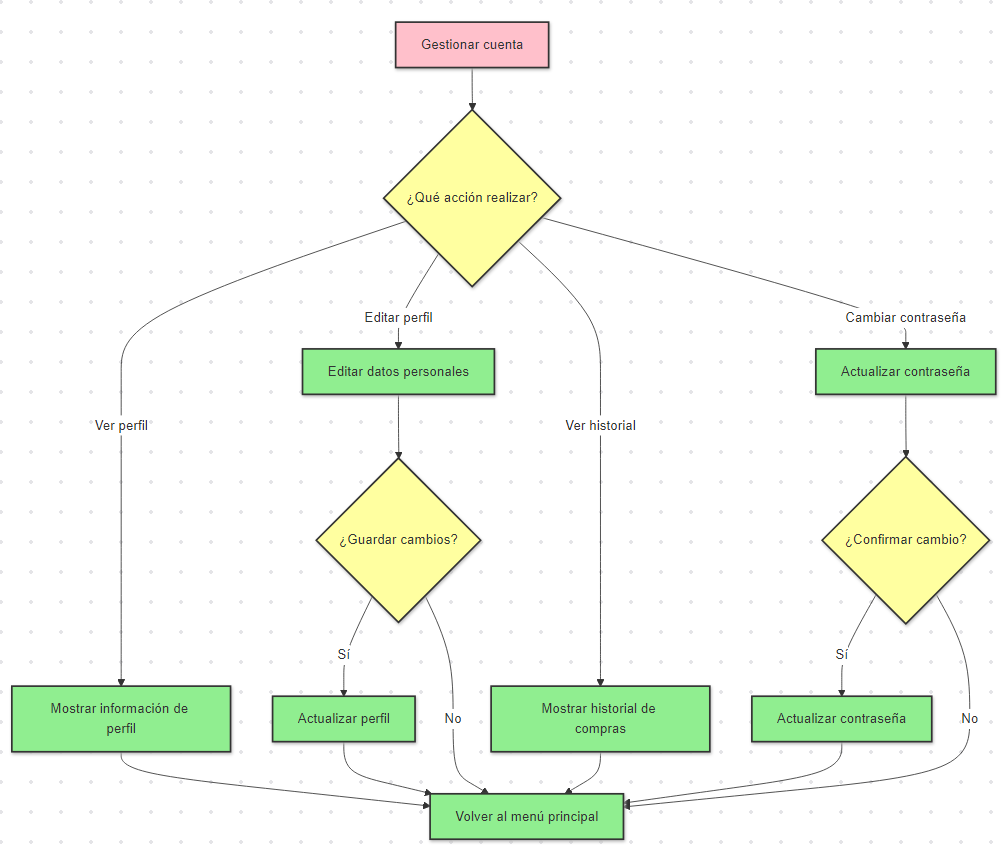 Gestionar cuenta
¿Qué acción realizar?
Editar perfil
Cambiar contraseña
Editar datos personales
Actualizar contraseña
Ver perfil
Ver historial
¿Guardar cambios?
¿Confirmar cambio?
Sí
Sí
Mostrar información de
perfil
Actualizar perfil
No
Mostrar historial de
compras
Actualizar contraseña
No
Volver al menú principal